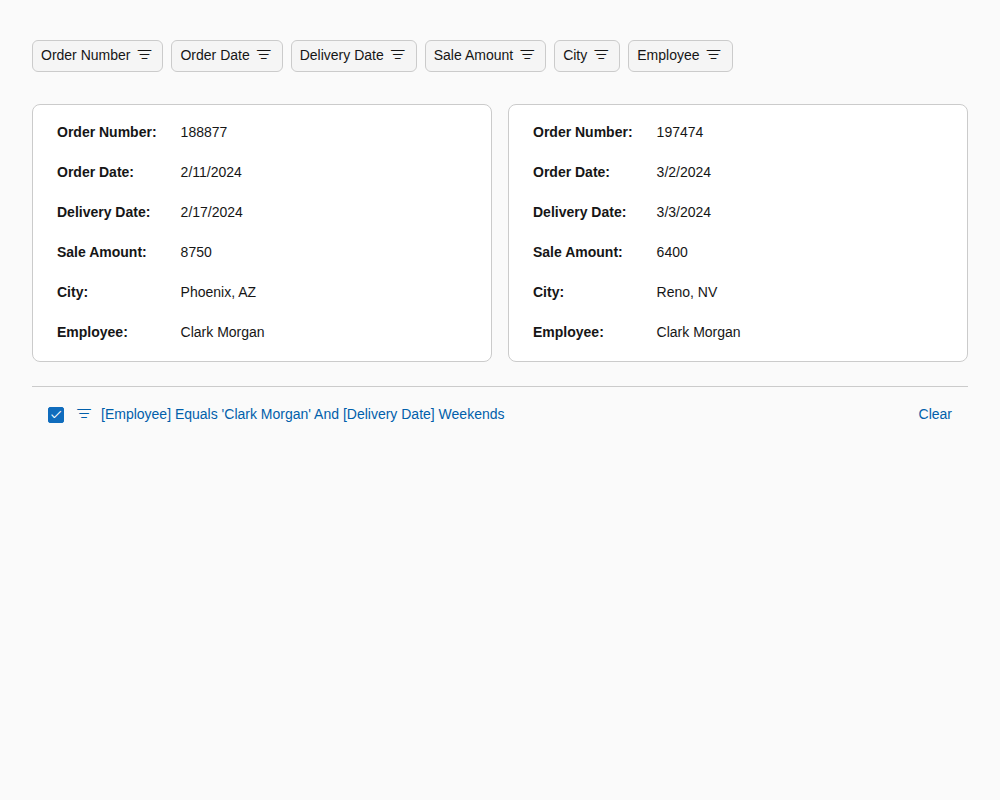 Order Number Order Date Delivery Date Sale Amount City Employee
Order Number: 188877
Order Date: 2/11/2024
Delivery Date: 2/17/2024
Sale Amount: 8750
City: Phoenix, AZ
Employee: Clark Morgan
Order Number: 197474
Order Date: 3/2/2024
Delivery Date: 3/3/2024
Sale Amount: 6400
City: Reno, NV
Employee: Clark Morgan
[Employee] Equals 'Clark Morgan' And [Delivery Date] Weekends Clear